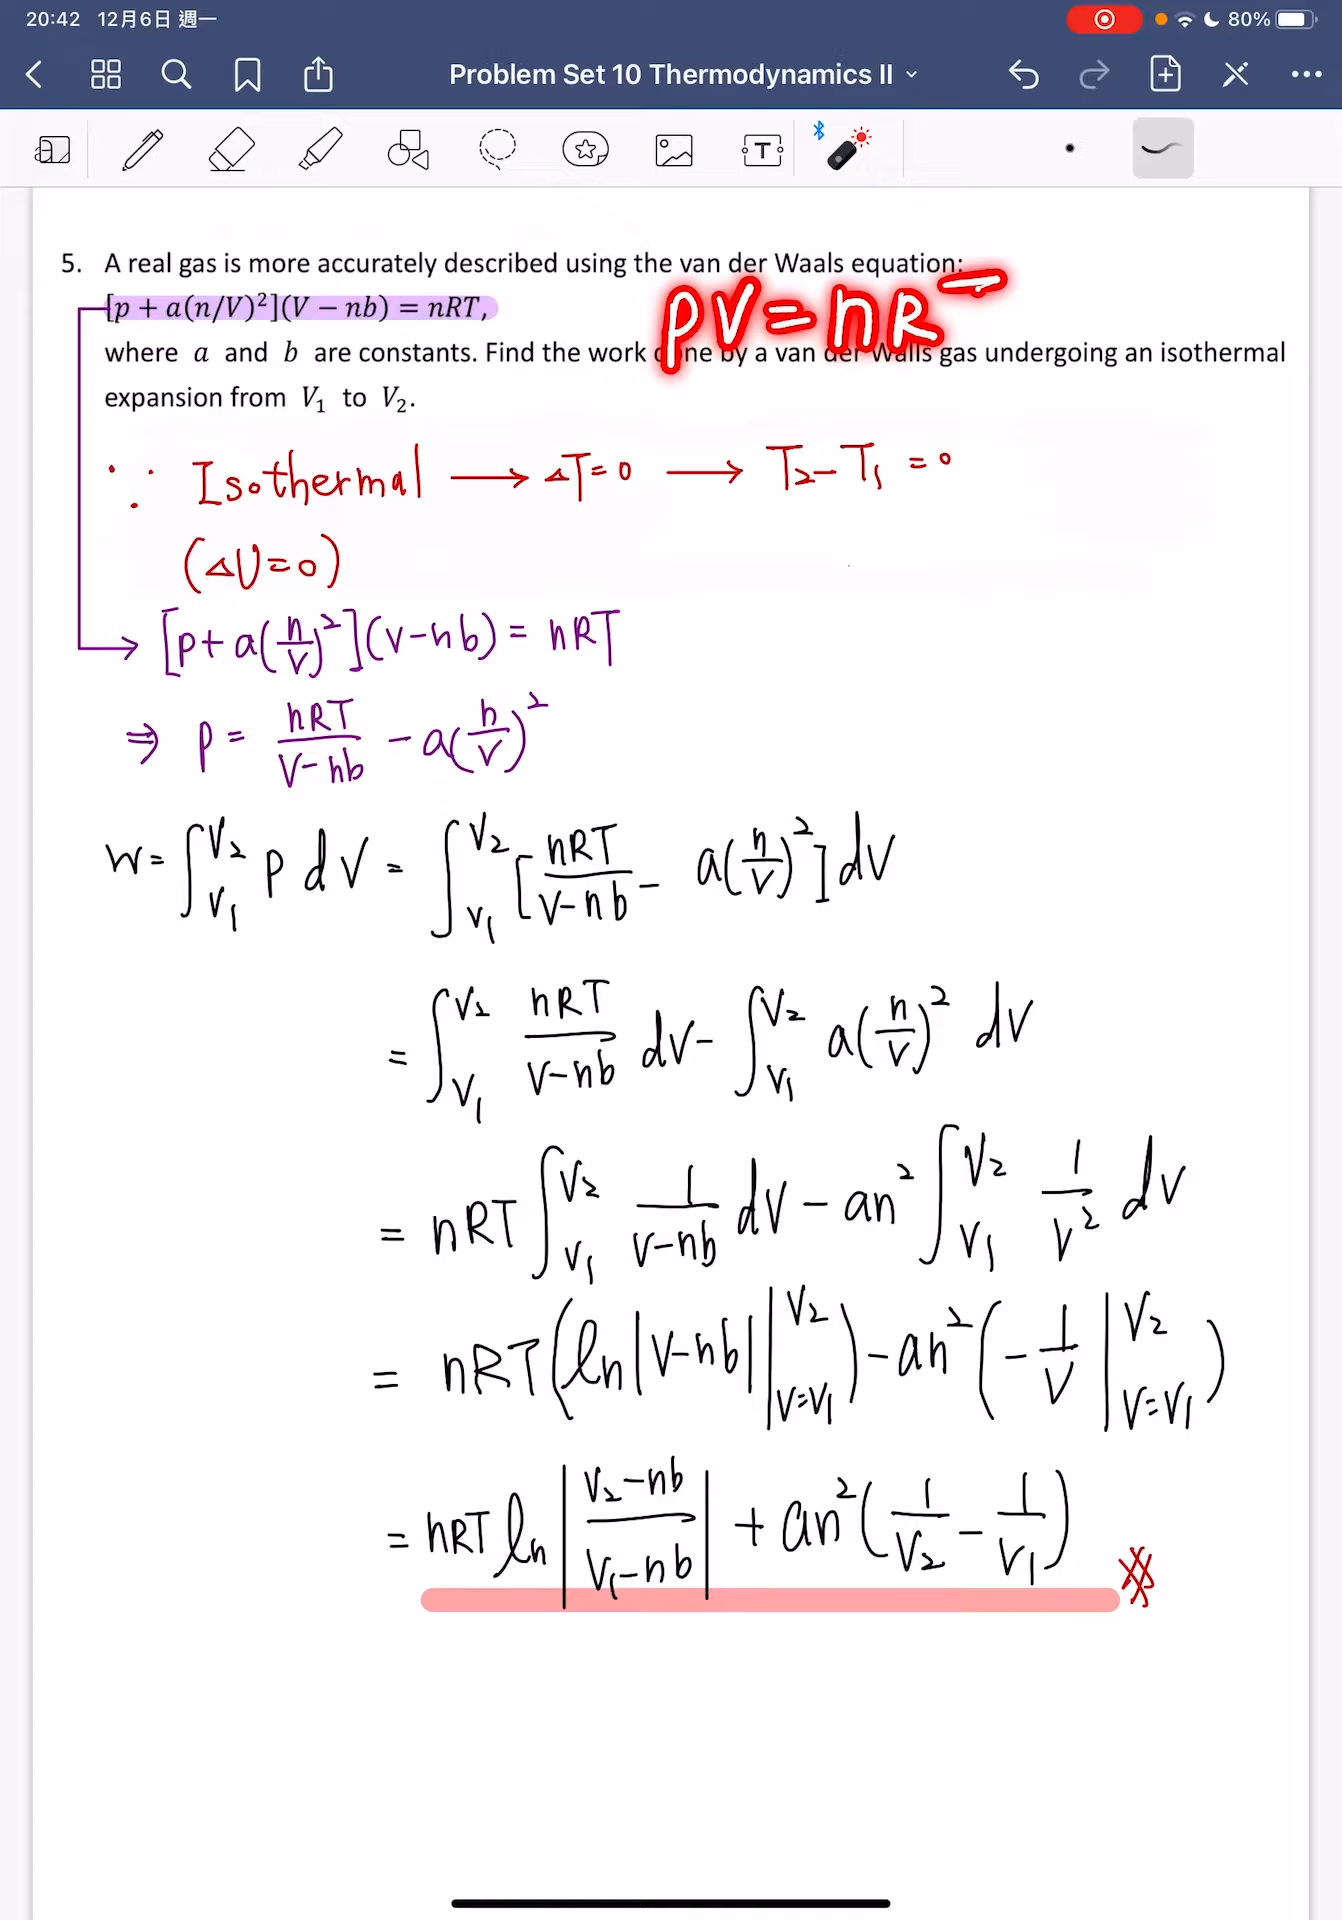 20:42 12月6日 週一
80%
Problem Set 10 Thermodynamics II
T
5. A real gas is more accurately described using the van der Waals equation:
[p + a(n/V)²](V − nb) = nRT,
pV=nR
where a and b are constants. Find the work done by a van der Walls gas undergoing an isothermal
expansion from V₁ to V₂.
∵ Isothermal ⟶ ΔT=0 ⟶ T₂−T₁ =0
(ΔU=0)
→ [p+a(n/V)²](V−nb)= nRT
⇒ p= nRT/(V−nb) − a(n/V)²
W= ∫_{V₁}^{V₂} p dV = ∫_{V₁}^{V₂} [nRT/(V−nb) − a(n/V)²] dV
= ∫_{V₁}^{V₂} nRT/(V−nb) dV − ∫_{V₁}^{V₂} a(n/V)² dV
= nRT ∫_{V₁}^{V₂} 1/(V−nb) dV − an² ∫_{V₁}^{V₂} 1/V² dV
= nRT(ln|V−nb| |_{V=V₁}^{V₂}) − an²(−1/V |_{V=V₁}^{V₂})
= nRT ln|(V₂−nb)/(V₁−nb)| + an²(1/V₂ − 1/V₁)